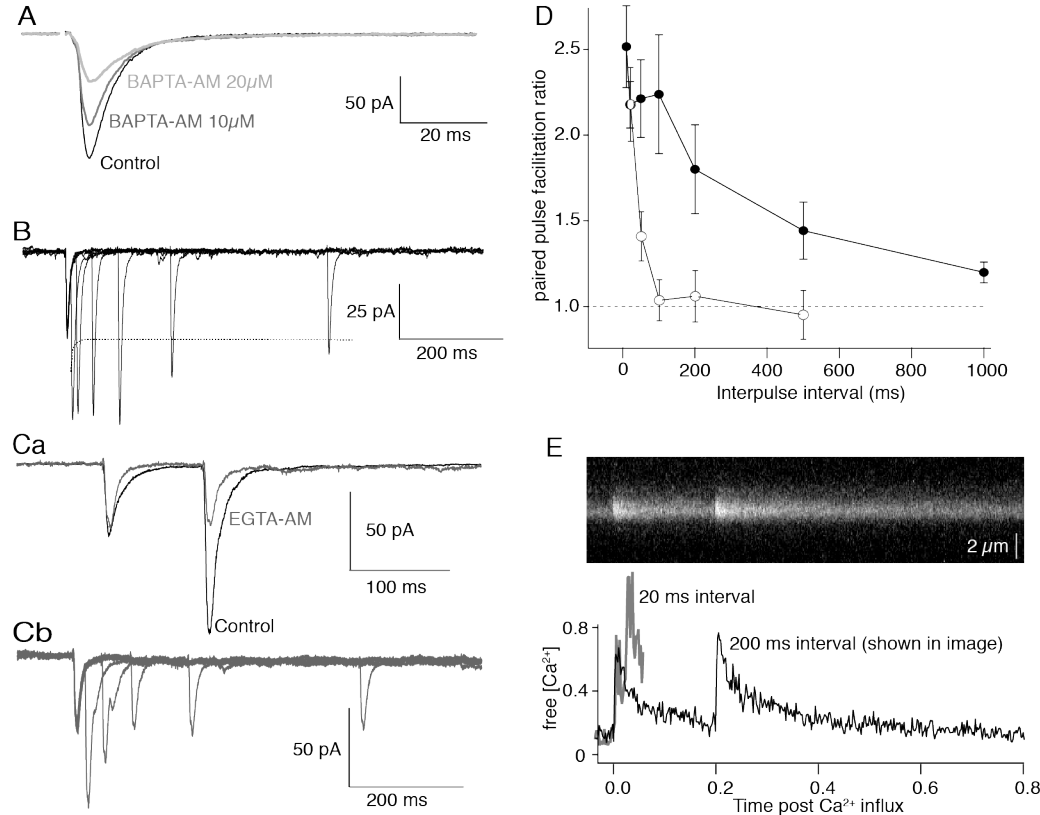 A
BAPTA-AM 20µM
BAPTA-AM 10µM
Control
50 pA
20 ms
B
25 pA
200 ms
Ca
EGTA-AM
50 pA
100 ms
Control
Cb
50 pA
200 ms
D
paired pulse facilitation ratio
2.5
2.0
1.5
1.0
0
200
400
600
800
1000
Interpulse interval (ms)
E
2 µm
20 ms interval
200 ms interval (shown in image)
free [Ca²⁺]
0.8
0.4
0
0.0
0.2
0.4
0.6
0.8
Time post Ca²⁺ influx